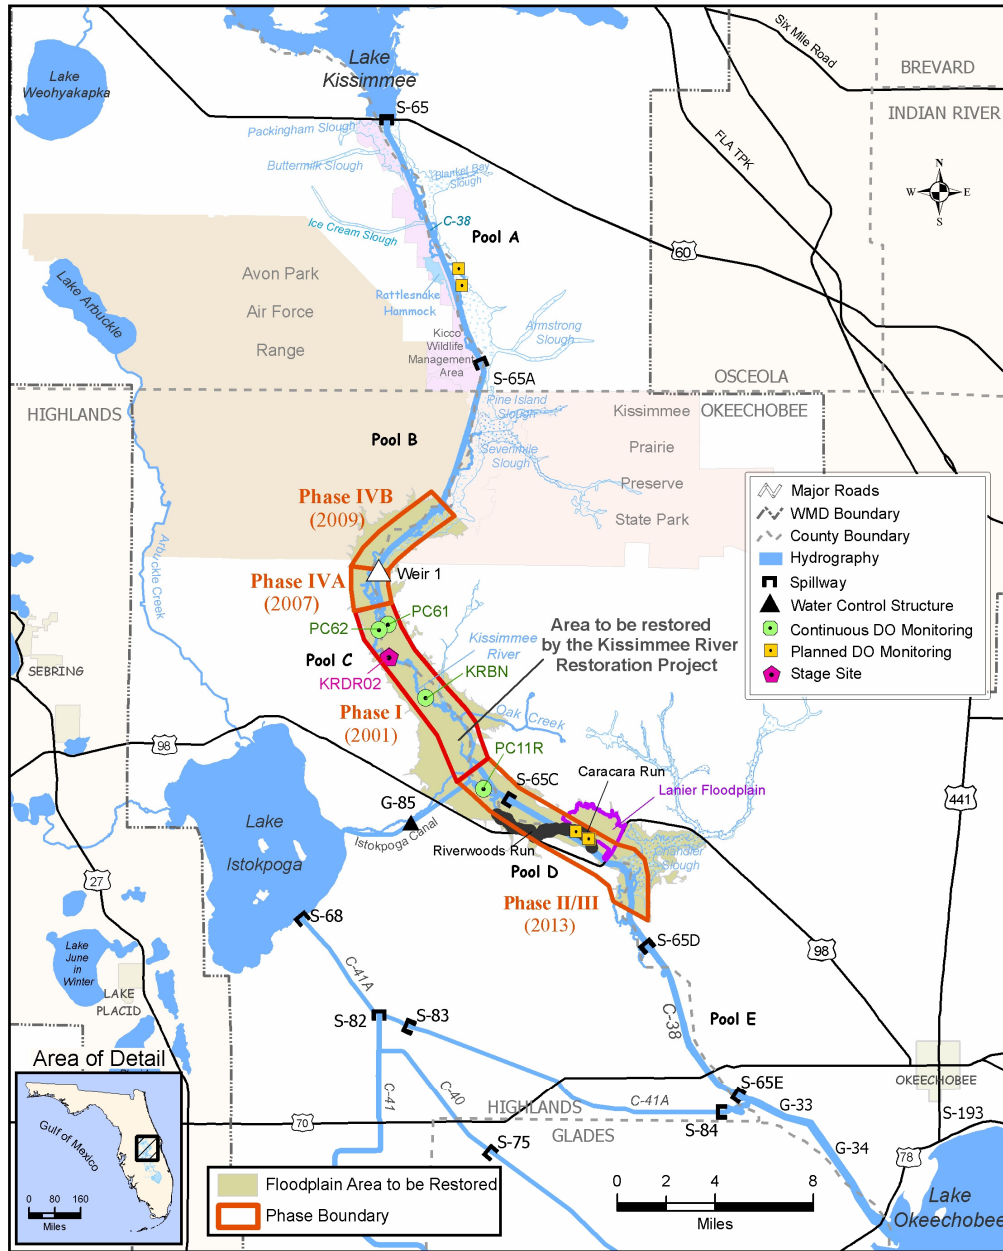 Lake
Kissimmee
Lake
Weohyakapka
Six Mile Road
BREVARD
INDIAN RIVER
S-65
Packingham Slough
Buttermilk Slough
Blanket Bay
Slough
FLA TPK
N
W
E
S
Ice Cream Slough
C-38
Pool A
60
Avon Park
Air Force
Range
Lake Arbuckle
Rattlesnake
Hammock
Kicco
Wildlife
Management
Area
Armstrong
Slough
S-65A
OSCEOLA
HIGHLANDS
OKEECHOBEE
Pine Island
Slough
Kissimmee
Prairie
Preserve
State Park
Pool B
Sevenmile
Slough
Major Roads
WMD Boundary
County Boundary
Hydrography
Spillway
Water Control Structure
Continuous DO Monitoring
Planned DO Monitoring
Stage Site
Phase IVB
(2009)
Arbuckle Creek
Weir 1
Phase IVA
(2007)
PC61
PC62
Area to be restored
by the Kissimmee River
Restoration Project
Kissimmee
River
Pool C
KRDR02
KRBN
SEBRING
Phase I
(2001)
Oak Creek
98
PC11R
S-65C
Caracara Run
Lanier Floodplain
G-85
Istokpoga Canal
441
Lake
Istokpoga
Riverwoods Run
Pool D
Chandler
Slough
27
Phase II/III
(2013)
S-68
S-65D
98
Lake
June
in
Winter
LAKE
PLACID
C-41A
S-82
S-83
C-38
Pool E
Area of Detail
Gulf of Mexico
0 80 160
Miles
C-41
C-40
S-65E
OKEECHOBEE
C-41A
HIGHLANDS
GLADES
70
S-84
G-33
S-193
S-75
G-34
78
Floodplain Area to be Restored
Phase Boundary
0 2 4 8
Miles
Lake
Okeechobee